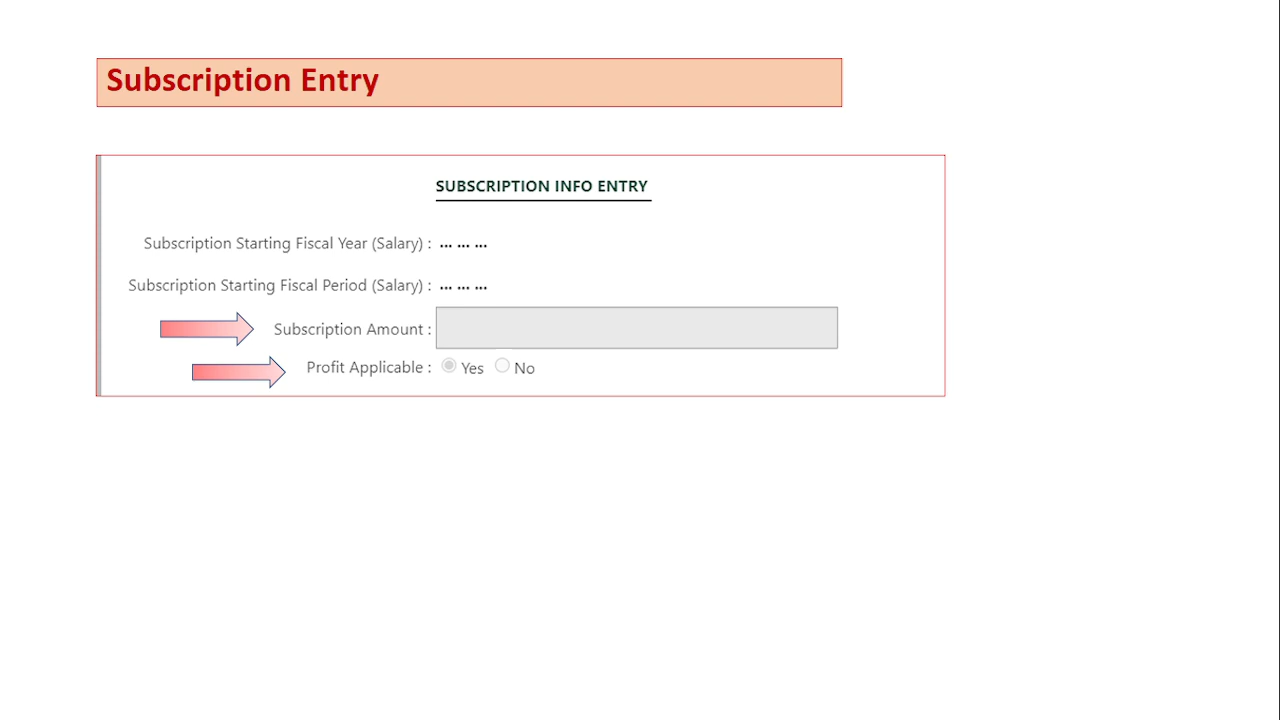 Subscription Entry
SUBSCRIPTION INFO ENTRY
Subscription Starting Fiscal Year (Salary) : ... ... ...
Subscription Starting Fiscal Period (Salary) : ... ... ...
Subscription Amount :
Profit Applicable : Yes No